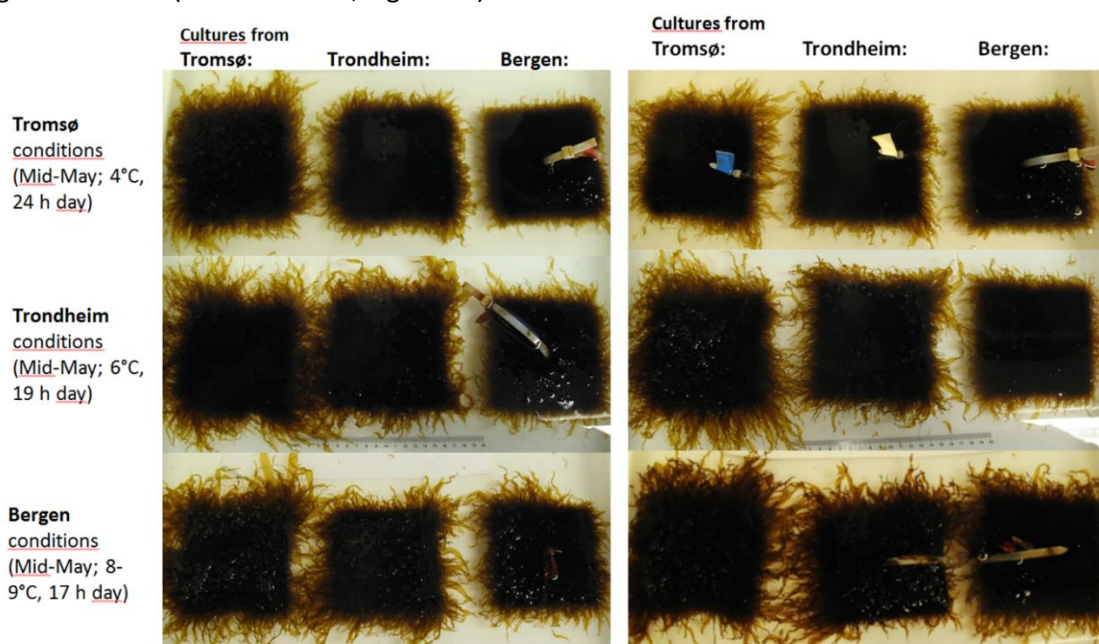 Cultures from
Tromsø: Trondheim: Bergen:
Cultures from
Tromsø: Trondheim: Bergen:
Tromsø
conditions
(Mid-May; 4°C,
24 h day)
Trondheim
conditions
(Mid-May; 6°C,
19 h day)
Bergen
conditions
(Mid-May; 8-
9°C, 17 h day)